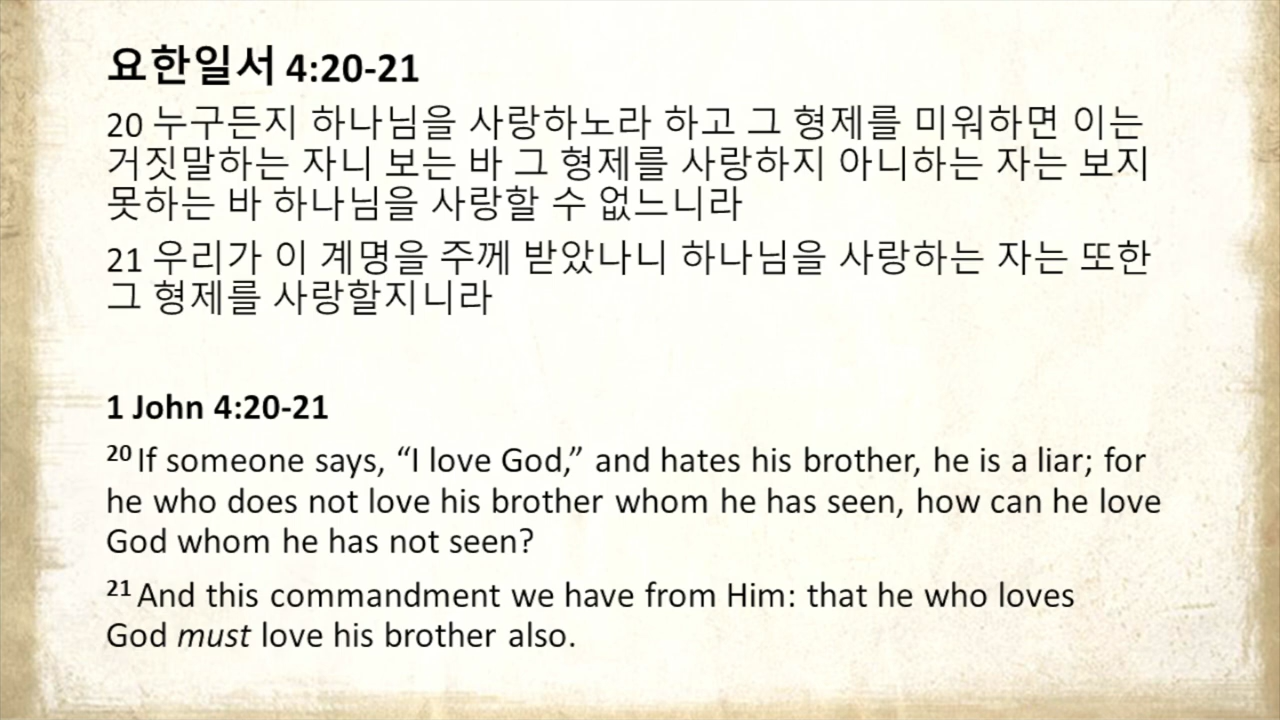 요한일서 4:20-21
20 누구든지 하나님을 사랑하노라 하고 그 형제를 미워하면 이는
거짓말하는 자니 보는 바 그 형제를 사랑하지 아니하는 자는 보지
못하는 바 하나님을 사랑할 수 없느니라
21 우리가 이 계명을 주께 받았나니 하나님을 사랑하는 자는 또한
그 형제를 사랑할지니라
1 John 4:20-21
20 If someone says, “I love God,” and hates his brother, he is a liar; for
he who does not love his brother whom he has seen, how can he love
God whom he has not seen?
21 And this commandment we have from Him: that he who loves
God must love his brother also.